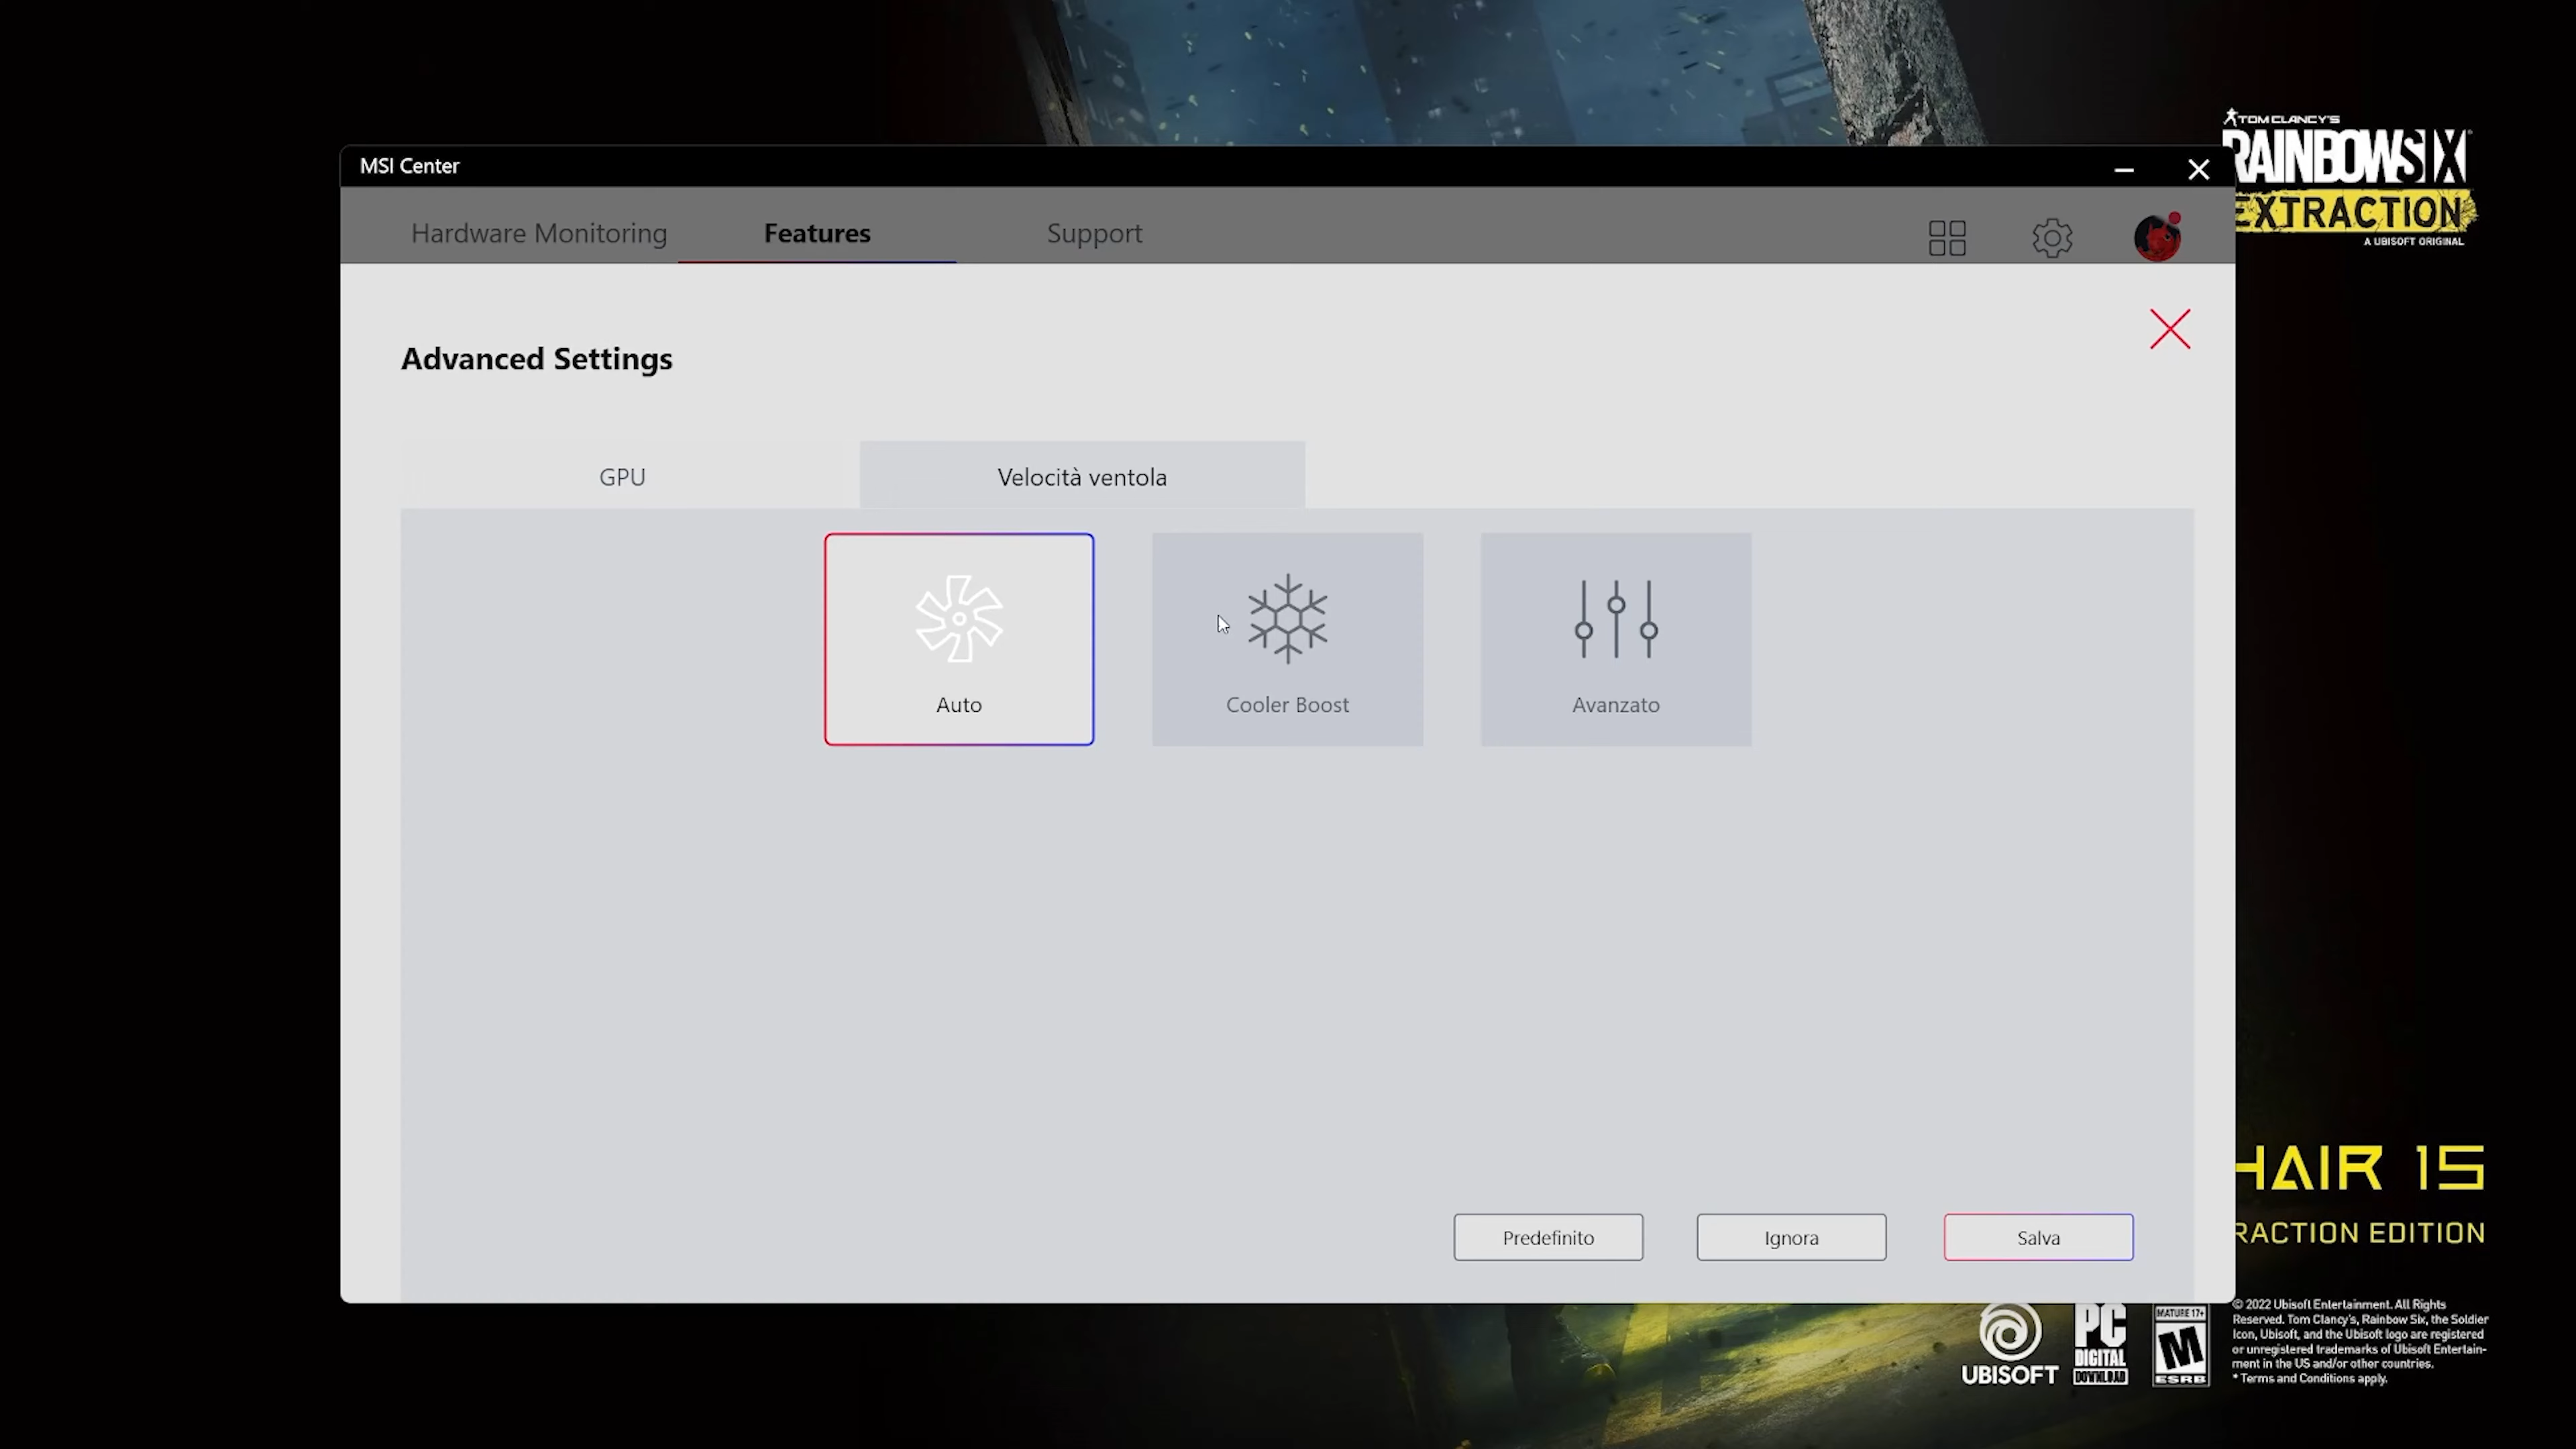 TOM CLANCY'S
RAINBOW SIX
EXTRACTION
A UBISOFT ORIGINAL
MSI Center
Hardware Monitoring
Features
Support
Advanced Settings
GPU
Velocità ventola
Auto
Cooler Boost
Avanzato
Predefinito
Ignora
Salva
HAIR 15
RACTION EDITION
UBISOFT
PC
DIGITAL
DOWNLOAD
MATURE 17+
M
ESRB
© 2022 Ubisoft Entertainment. All Rights
Reserved. Tom Clancy's, Rainbow Six, the Soldier
Icon, Ubisoft, and the Ubisoft logo are registered
or unregistered trademarks of Ubisoft Entertain-
ment in the US and/or other countries.
* Terms and Conditions apply.